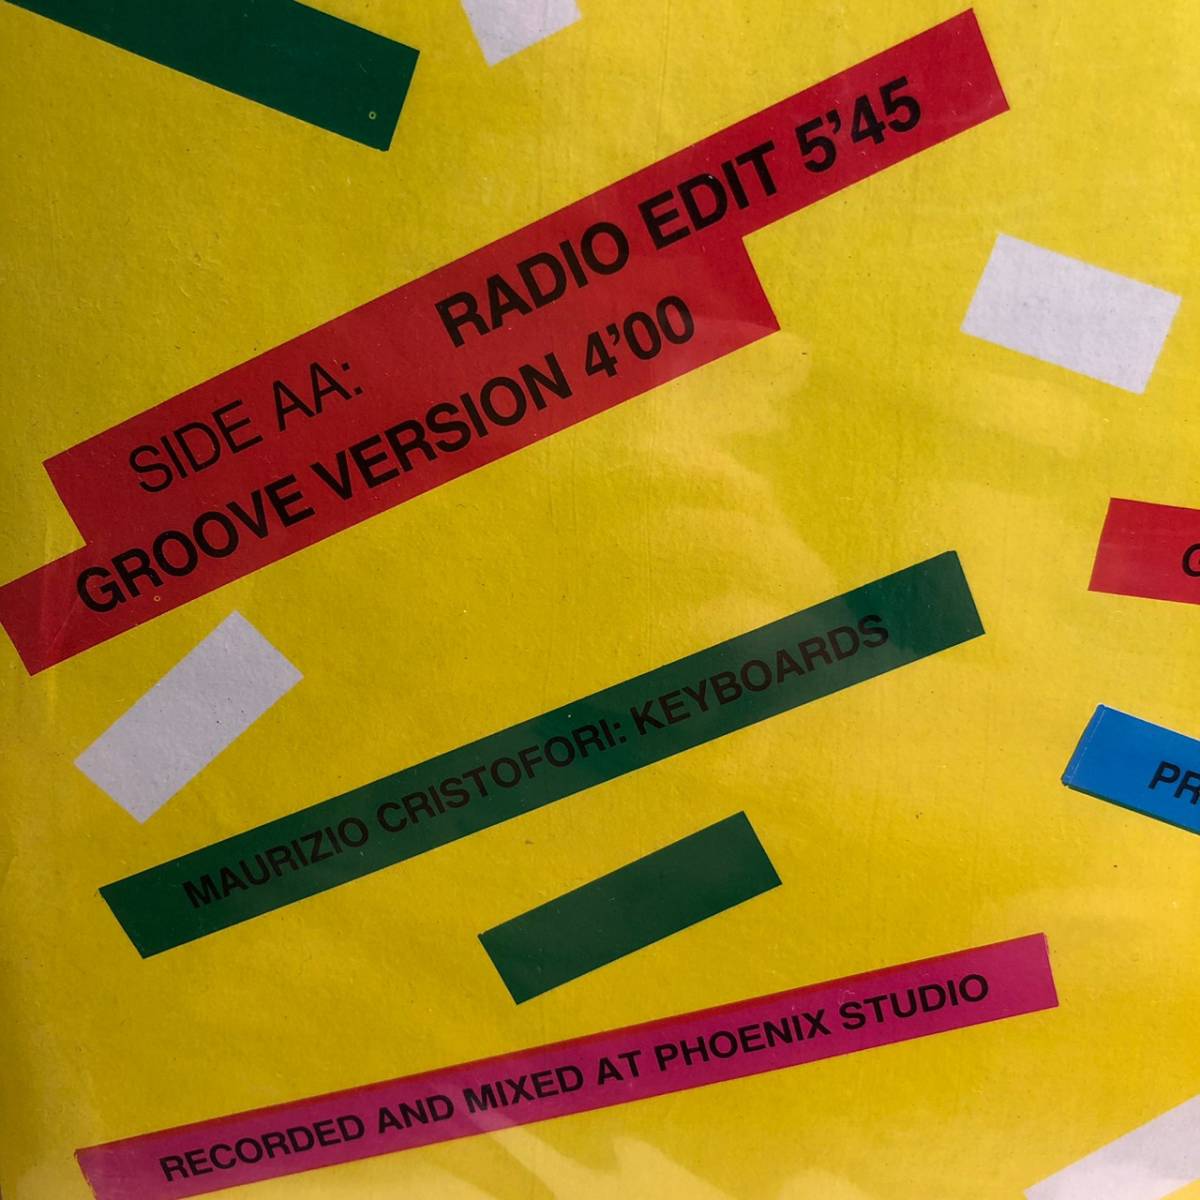 SIDE AA: RADIO EDIT 5'45
GROOVE VERSION 4'00
MAURIZIO CRISTOFORI: KEYBOARDS
RECORDED AND MIXED AT PHOENIX STUDIO